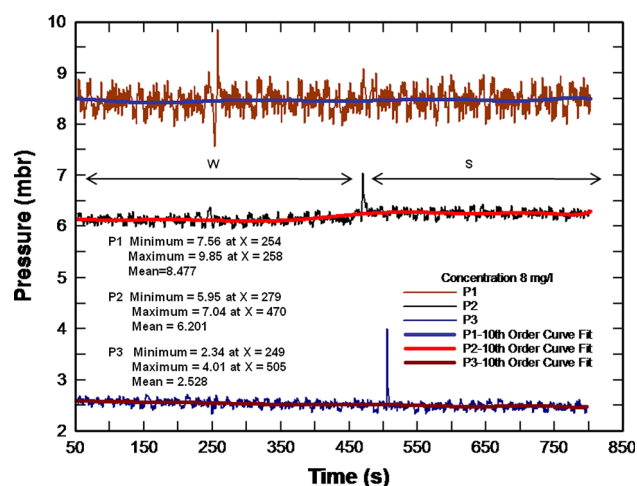 10
9
8
7
6
5
4
3
2
Pressure (mbr)
W
S
P1 Minimum = 7.56 at X = 254
Maximum = 9.85 at X = 258
Mean=8.477
P2 Minimum = 5.95 at X = 279
Maximum = 7.04 at X = 470
Mean = 6.201
P3 Minimum = 2.34 at X = 249
Maximum = 4.01 at X = 505
Mean = 2.528
Concentration 8 mg/l
P1
P2
P3
P1-10th Order Curve Fit
P2-10th Order Curve Fit
P3-10th Order Curve Fit
50 150 250 350 450 550 650 750 850
Time (s)